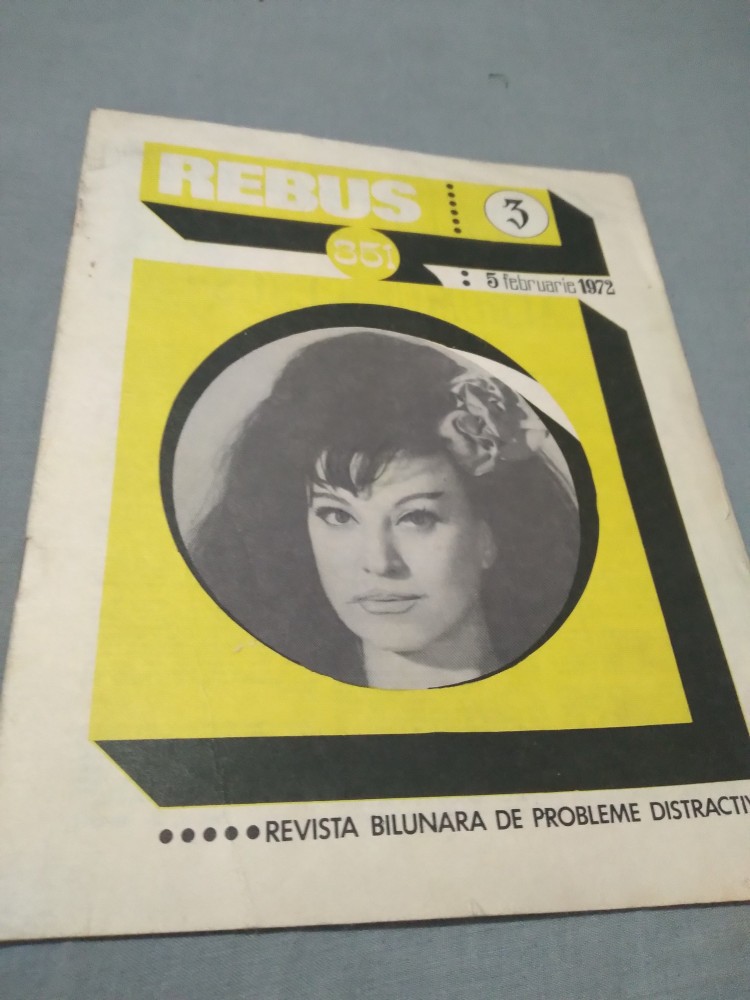 REBUS
3
351
5 februarie 1972
REVISTA BILUNARA DE PROBLEME DISTRACTIV